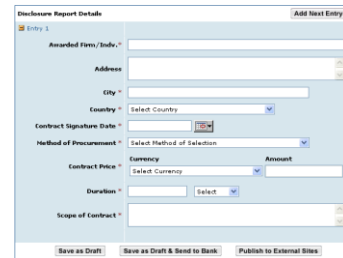 Disclosure Report Details
Add Next Entry
Entry 1
Awarded Firm/Indv.*
Address
City *
Country * Select Country
Contract Signature Date *
Method of Procurement * Select Method of Selection
Currency Amount
Contract Price * Select Currency
Duration * Select
Scope of Contract *
Save as Draft Save as Draft & Send to Bank Publish to External Sites